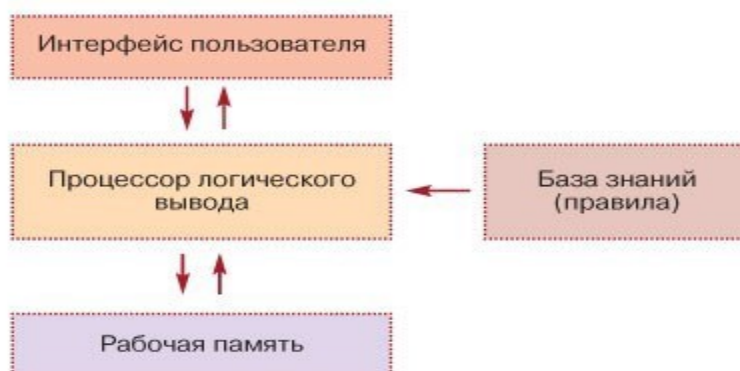 Интерфейс пользователя
Процессор логического
вывода
База знаний
(правила)
Рабочая память